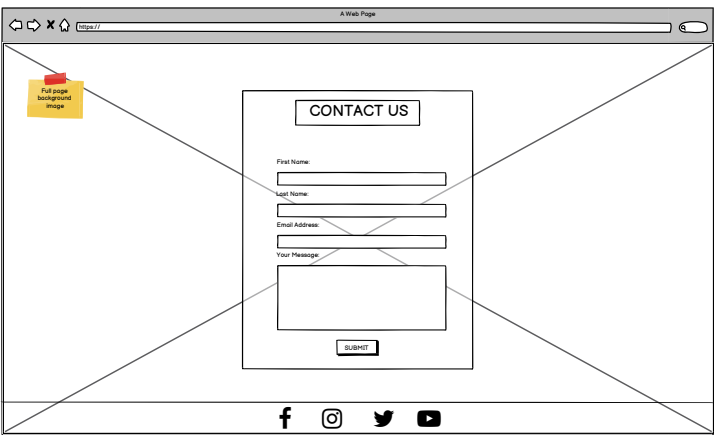 A Web Page
https://
Full page
background
image
CONTACT US
First Name:
Last Name:
Email Address:
Your Message:
SUBMIT